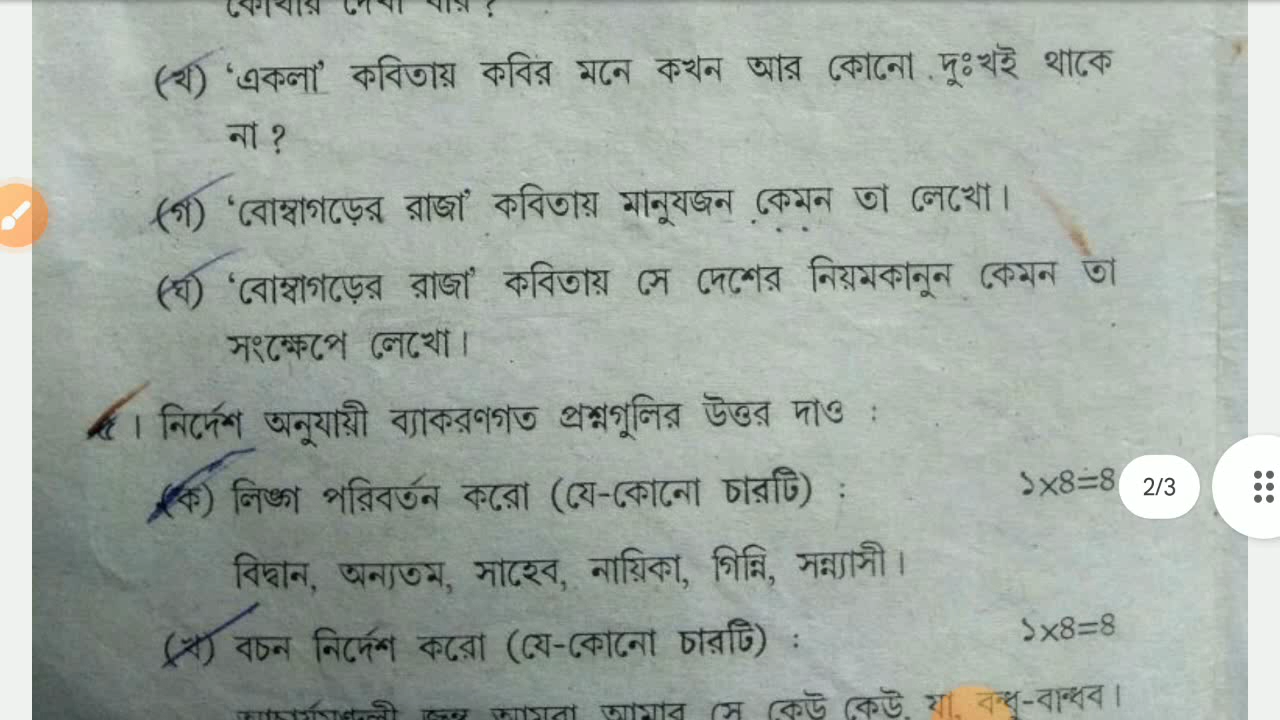 কোথায় দেখা যায় ?
(খ) ‘একলা’ কবিতায় কবির মনে কখন আর কোনো দুঃখই থাকে
না ?
(গ) ‘বোম্বাগড়ের রাজা’ কবিতায় মানুষজন কেমন তা লেখো।
(ঘ) ‘বোম্বাগড়ের রাজা’ কবিতায় সে দেশের নিয়মকানুন কেমন তা
সংক্ষেপে লেখো।
৫। নির্দেশ অনুযায়ী ব্যাকরণগত প্রশ্নগুলির উত্তর দাও :
(ক) লিঙ্গ পরিবর্তন করো (যে-কোনো চারটি) : ১×৪=৪
2/3
বিদ্বান, অন্যতম, সাহেব, নায়িকা, গিন্নি, সন্ন্যাসী।
(খ) বচন নির্দেশ করো (যে-কোনো চারটি) : ১×৪=৪
আমরা আমার সে কেউ কেউ, যা, বন্ধু-বান্ধব।